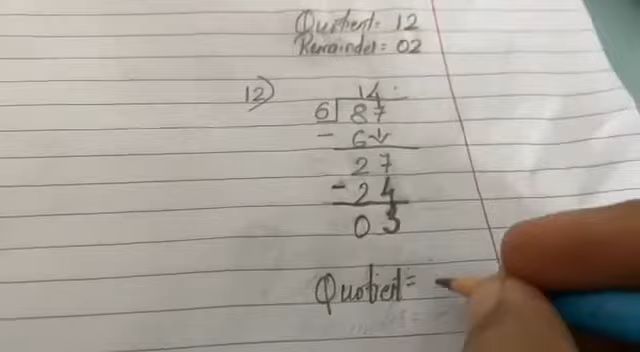 Quotient = 12
Remainder = 02
12)
14
6 87
- 6↓
27
- 24
03
Quotient =